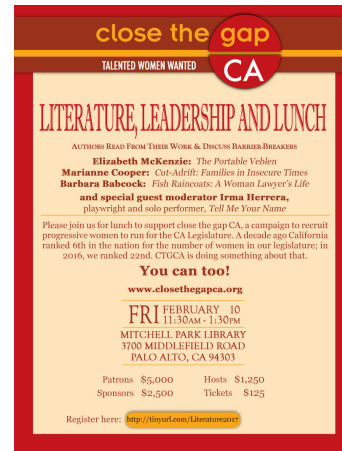 close the gap
TALENTED WOMEN WANTED
CA
LITERATURE, LEADERSHIP AND LUNCH
AUTHORS READ FROM THEIR WORK & DISCUSS BARRIER-BREAKERS
Elizabeth McKenzie: The Portable Veblen
Marianne Cooper: Cut-Adrift: Families in Insecure Times
Barbara Babcock: Fish Raincoats: A Woman Lawyer's Life
and special guest moderator Irma Herrera,
playwright and solo performer, Tell Me Your Name
Please join us for lunch to support close the gap CA, a campaign to recruit
progressive women to run for the CA Legislature. A decade ago California
ranked 6th in the nation for the number of women in our legislature; in
2016, we ranked 22nd. CTGCA is doing something about that.
You can too!
www.closethegapca.org
FRI FEBRUARY 10
11:30AM - 1:30PM
MITCHELL PARK LIBRARY
3700 MIDDLEFIELD ROAD
PALO ALTO, CA 94303
Patrons $5,000 Hosts $1,250
Sponsors $2,500 Tickets $125
Register here: http://tinyurl.com/Literature2017